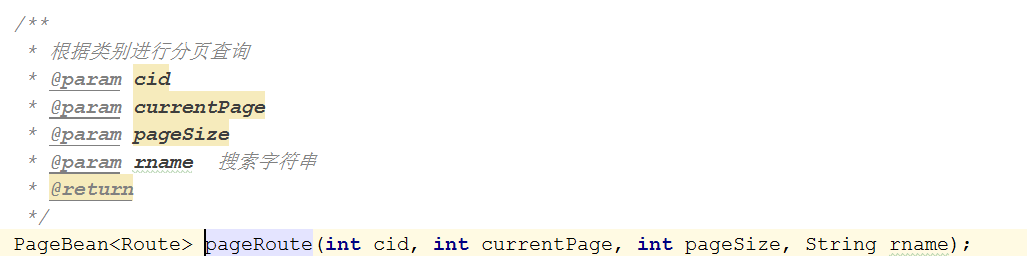 /**
* 根据类别进行分页查询
* @param cid
* @param currentPage
* @param pageSize
* @param rname 搜索字符串
* @return
*/
PageBean<Route> pageRoute(int cid, int currentPage, int pageSize, String rname);